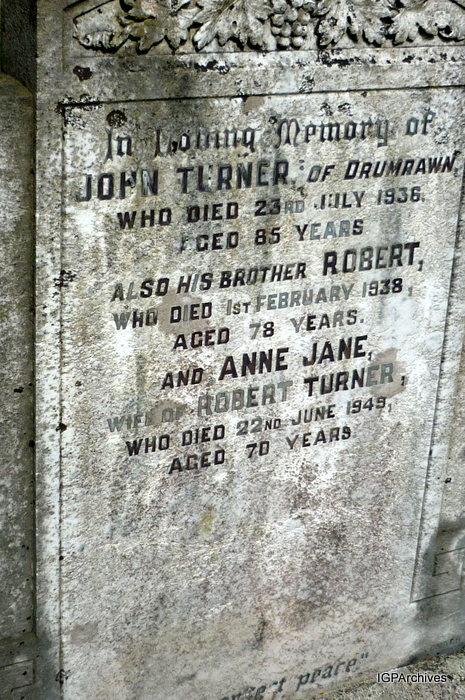 In Loving Memory of
JOHN TURNER, OF DRUMRAWN,
WHO DIED 23RD JULY 1936,
AGED 85 YEARS
ALSO HIS BROTHER ROBERT,
WHO DIED 1ST FEBRUARY 1938,
AGED 78 YEARS.
AND ANNE JANE,
WIFE OF ROBERT TURNER,
WHO DIED 22ND JUNE 1949,
AGED 70 YEARS
peace"
IGPArchives